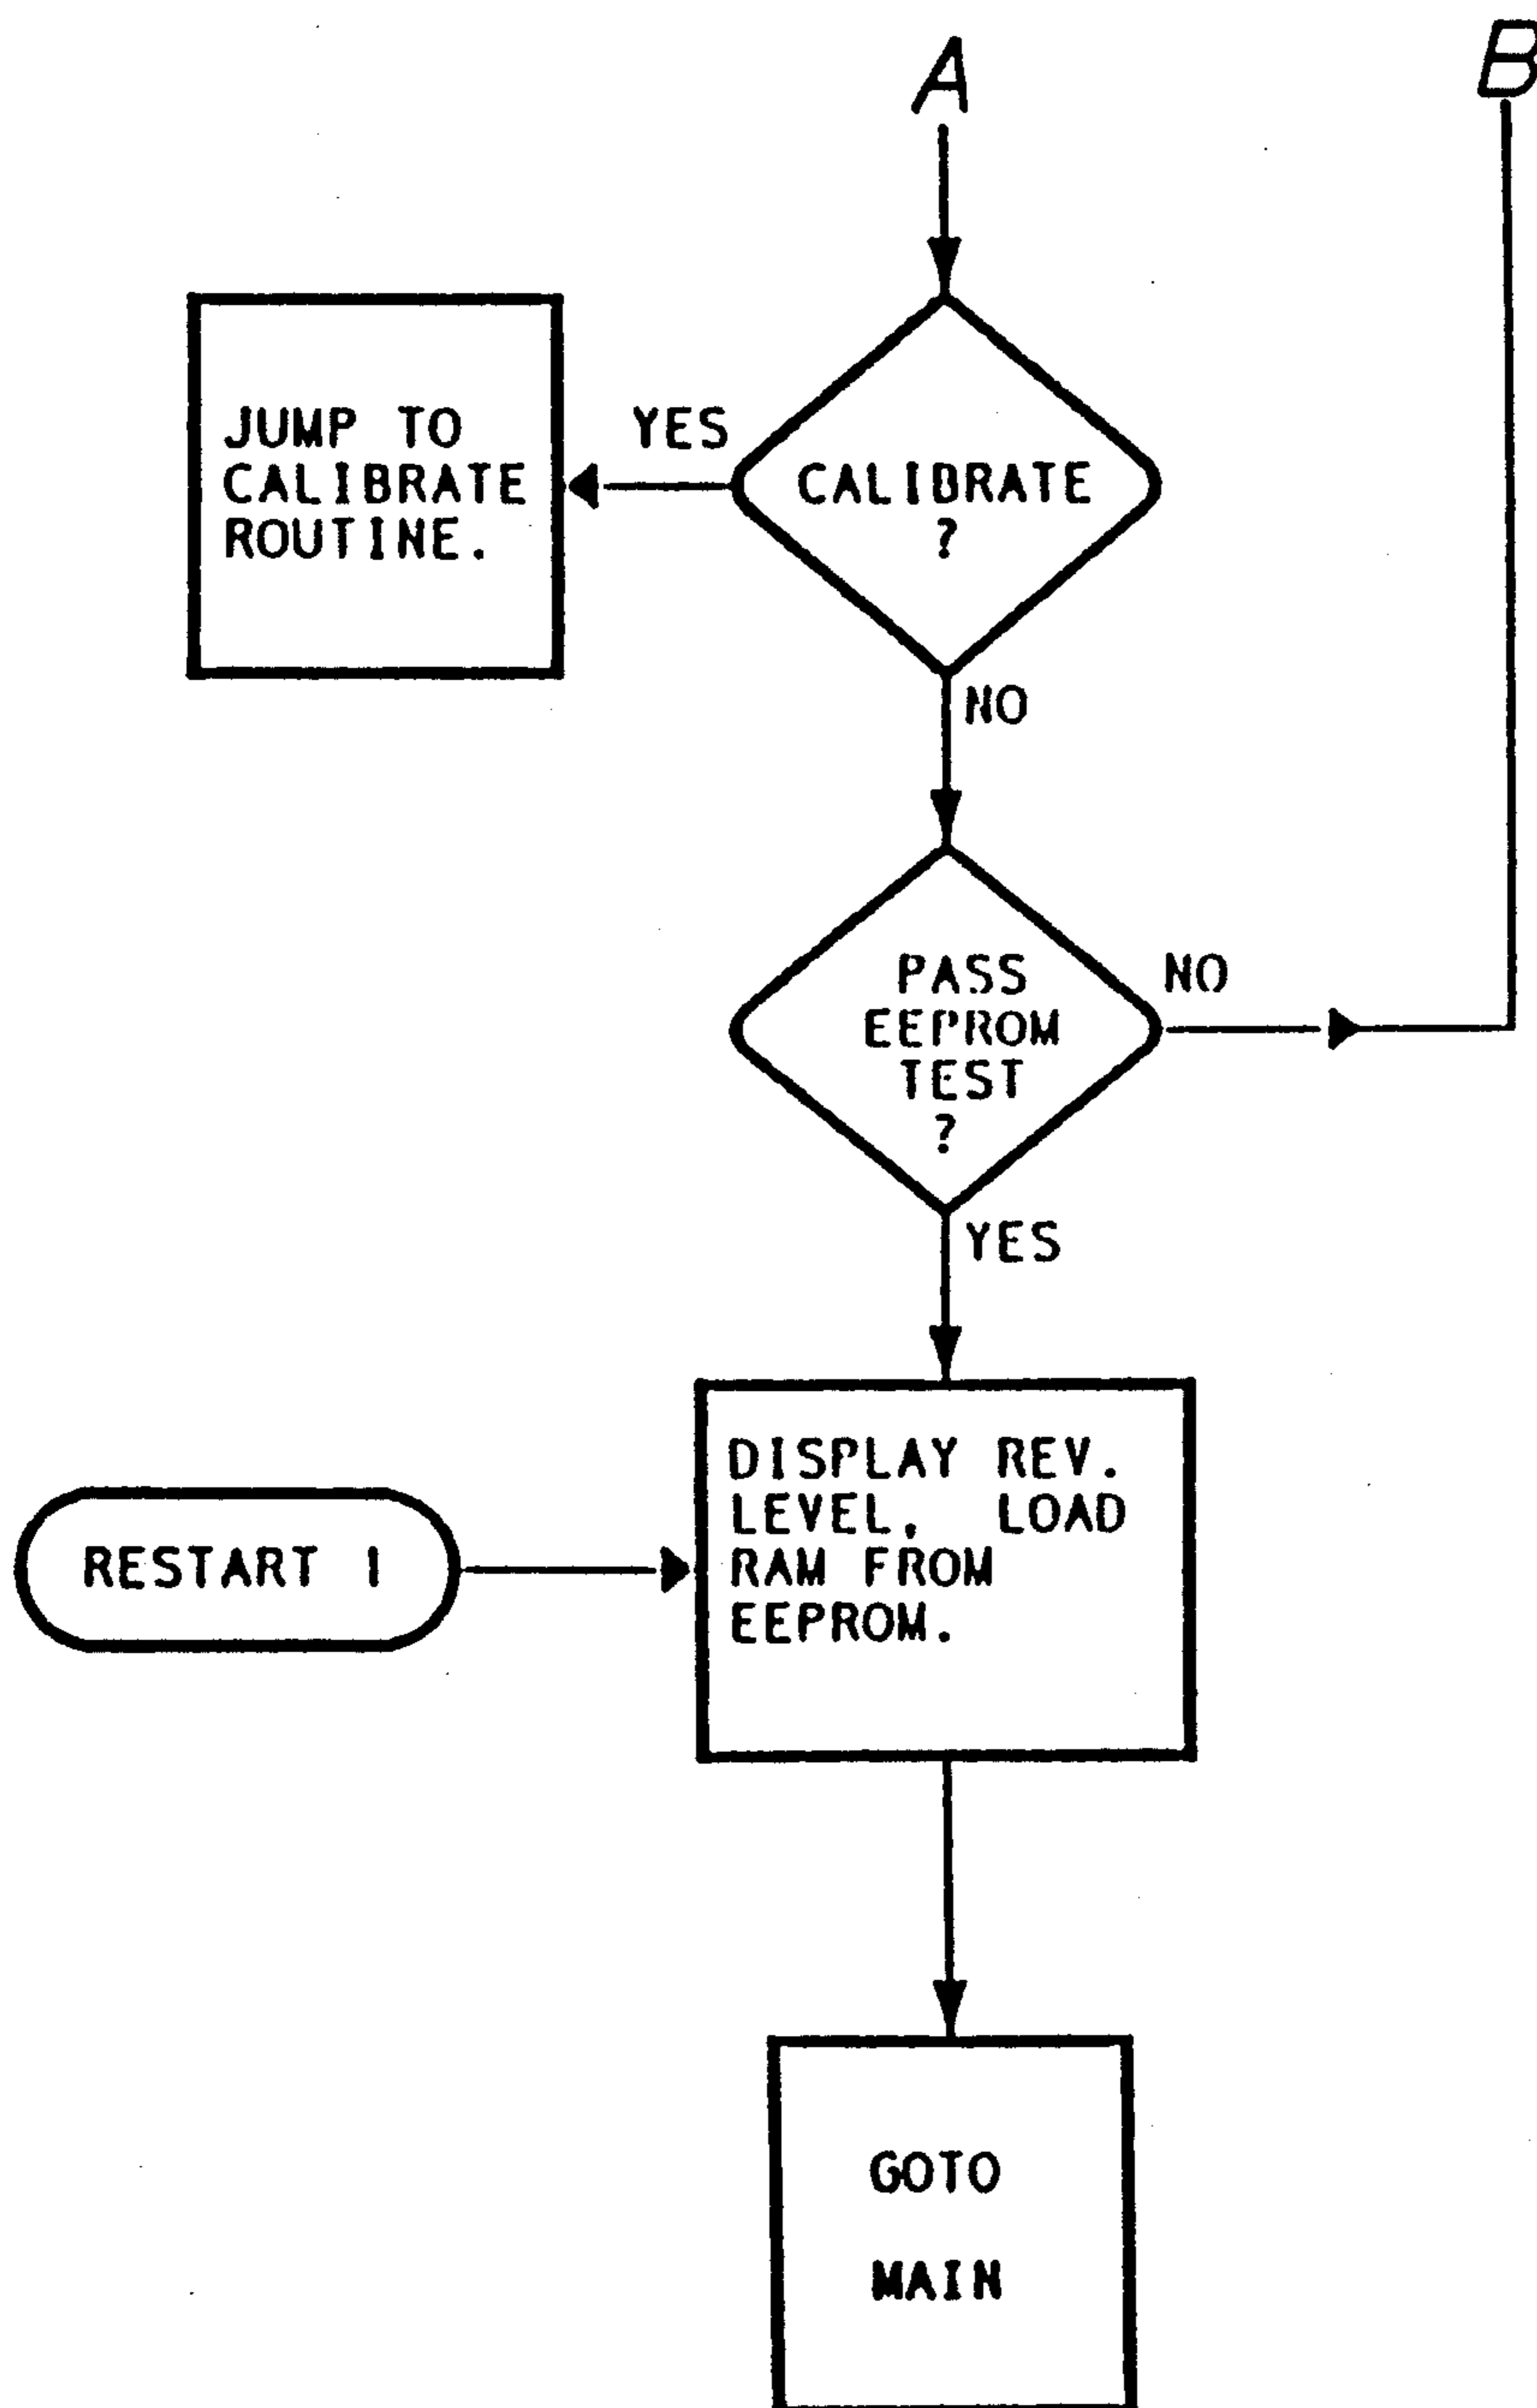 A
B
JUMP TO
CALIBRATE
ROUTINE.
YES
CALIBRATE
?
NO
PASS
EEPROM
TEST
?
NO
YES
DISPLAY REV.
LEVEL, LOAD
RAM FROM
EEPROM.
RESTART 1
GOTO
MAIN